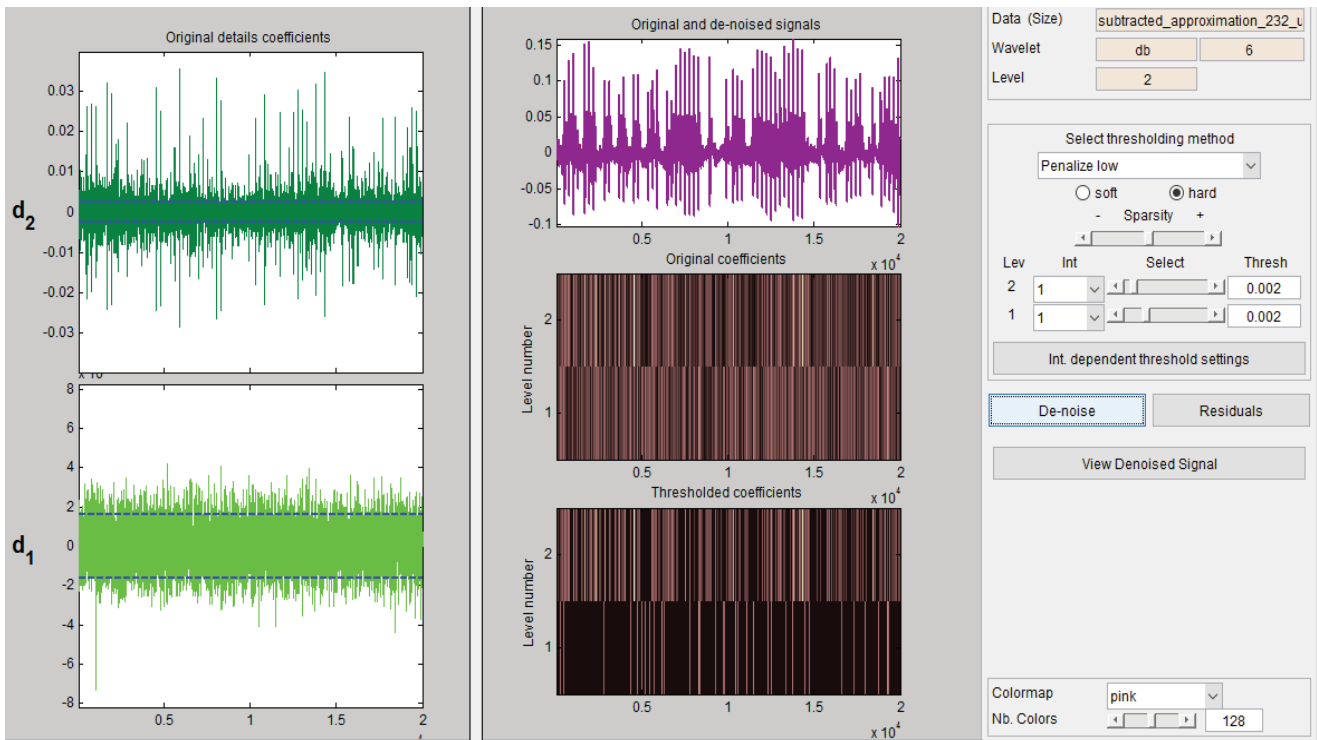 Original details coefficients
0.03
0.02
0.01
d2
0
-0.01
-0.02
-0.03
8
6
4
2
d1
0
-2
-4
-6
-8
0.5
1
1.5
2
Original and de-noised signals
0.15
0.1
0.05
0
-0.05
-0.1
0.5
1
1.5
2
x 10^4
Original coefficients
Level number
2
1
0.5
1
1.5
2
x 10^4
Thresholded coefficients
Level number
2
1
0.5
1
1.5
2
x 10^4
Data (Size)
subtracted_approximation_232_u
Wavelet
db
6
Level
2
Select thresholding method
Penalize low
soft
hard
- Sparsity +
Lev Int Select Thresh
2 1 0.002
1 1 0.002
Int. dependent threshold settings
De-noise
Residuals
View Denoised Signal
Colormap
pink
Nb. Colors
128